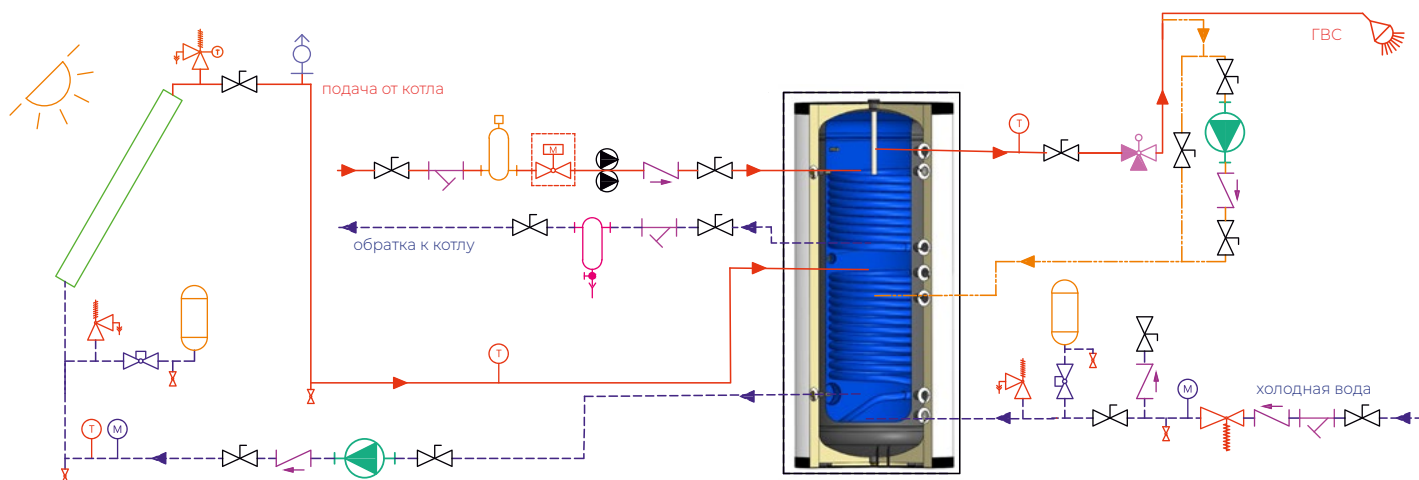 ГВС
T
подача от котла
T
M
обратка к котлу
T
M
холодная вода
T
M